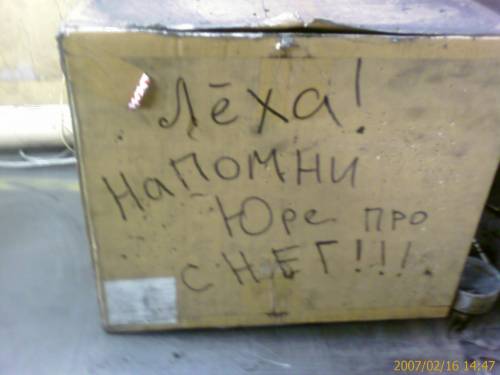 Лёха!
Напомни
Юре про
СНЕГ!!!
2007/02/16 14:47